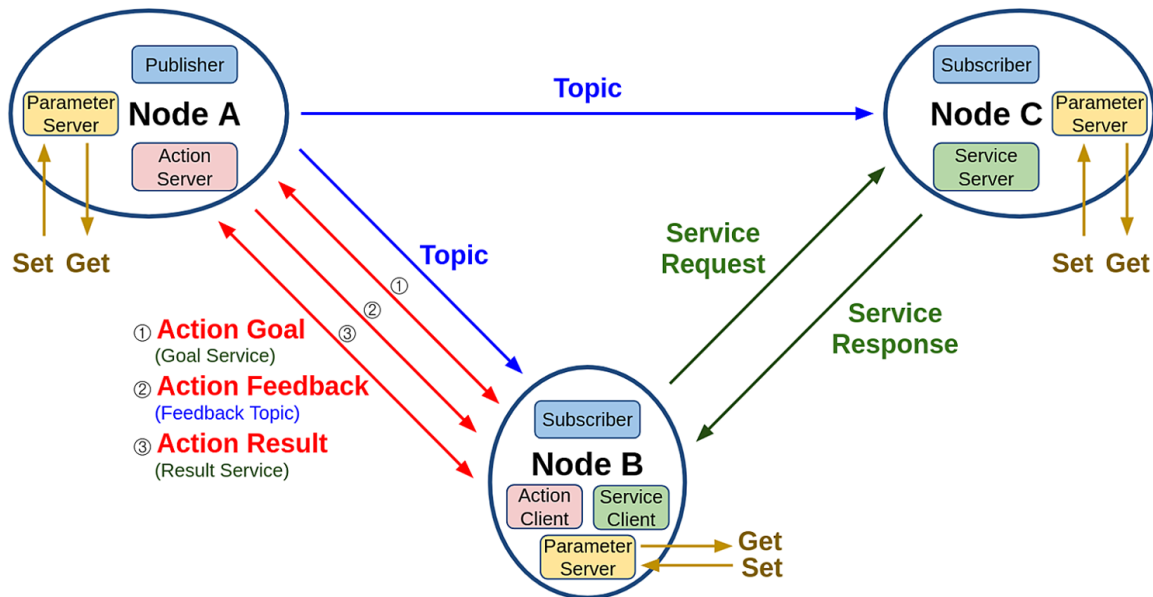 Publisher
Parameter
Server
Node A
Action
Server
Set Get
Topic
Subscriber
Node C
Parameter
Server
Service
Server
Set Get
Topic
Service
Request
Service
Response
①
②
③
① Action Goal
(Goal Service)
② Action Feedback
(Feedback Topic)
③ Action Result
(Result Service)
Subscriber
Node B
Action
Client
Service
Client
Parameter
Server
Get
Set